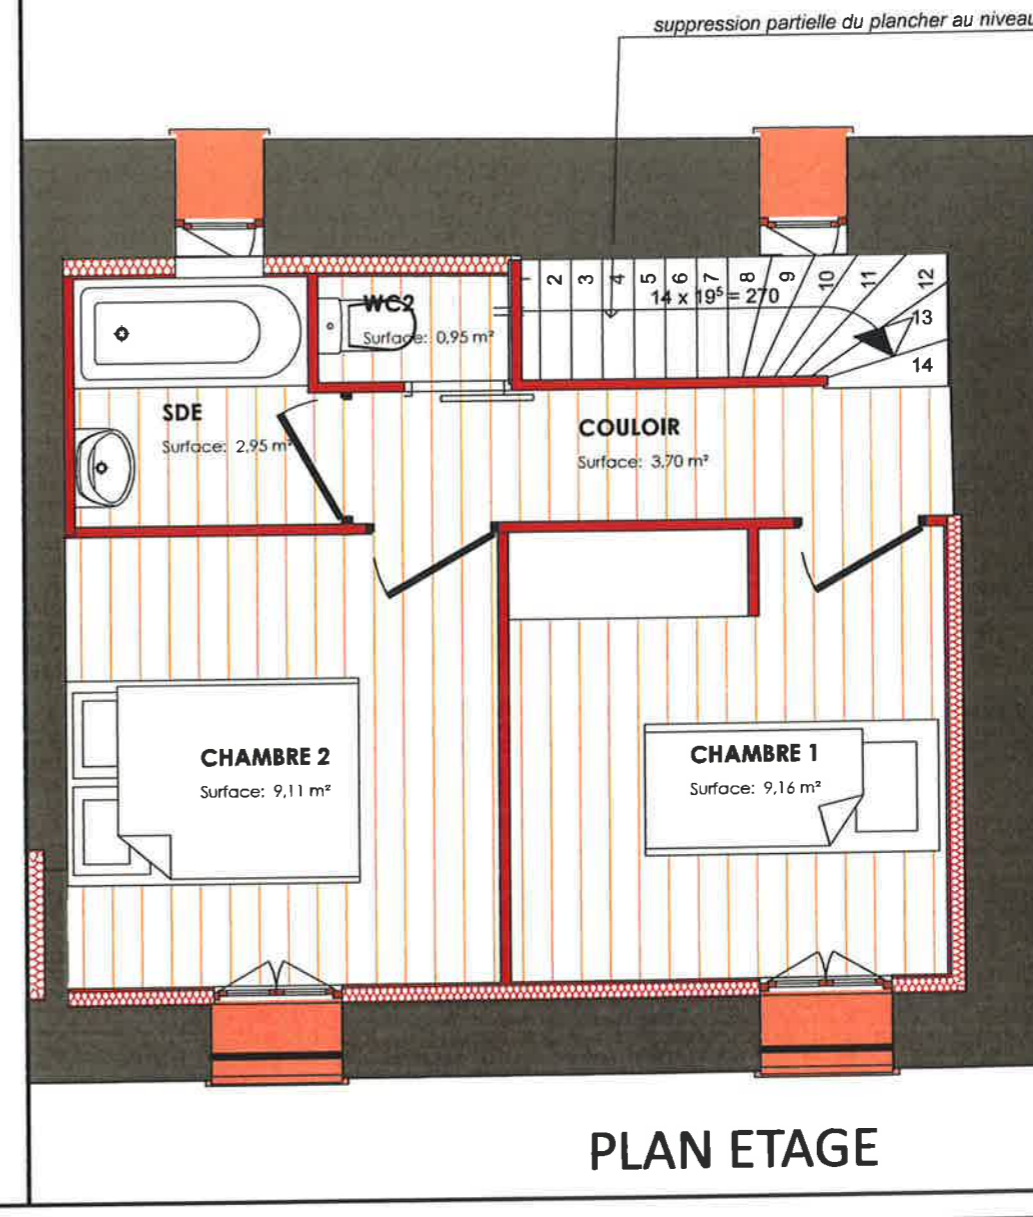 suppression partielle du plancher au niveau
2 3 4 5 6 7 8 9 10 11 12
14 x 19⁵ = 270
13
14
WC2
Surface: 0,95 m²
SDE
Surface: 2,95 m²
COULOIR
Surface: 3,70 m²
CHAMBRE 2
Surface: 9,11 m²
CHAMBRE 1
Surface: 9,16 m²
PLAN ETAGE